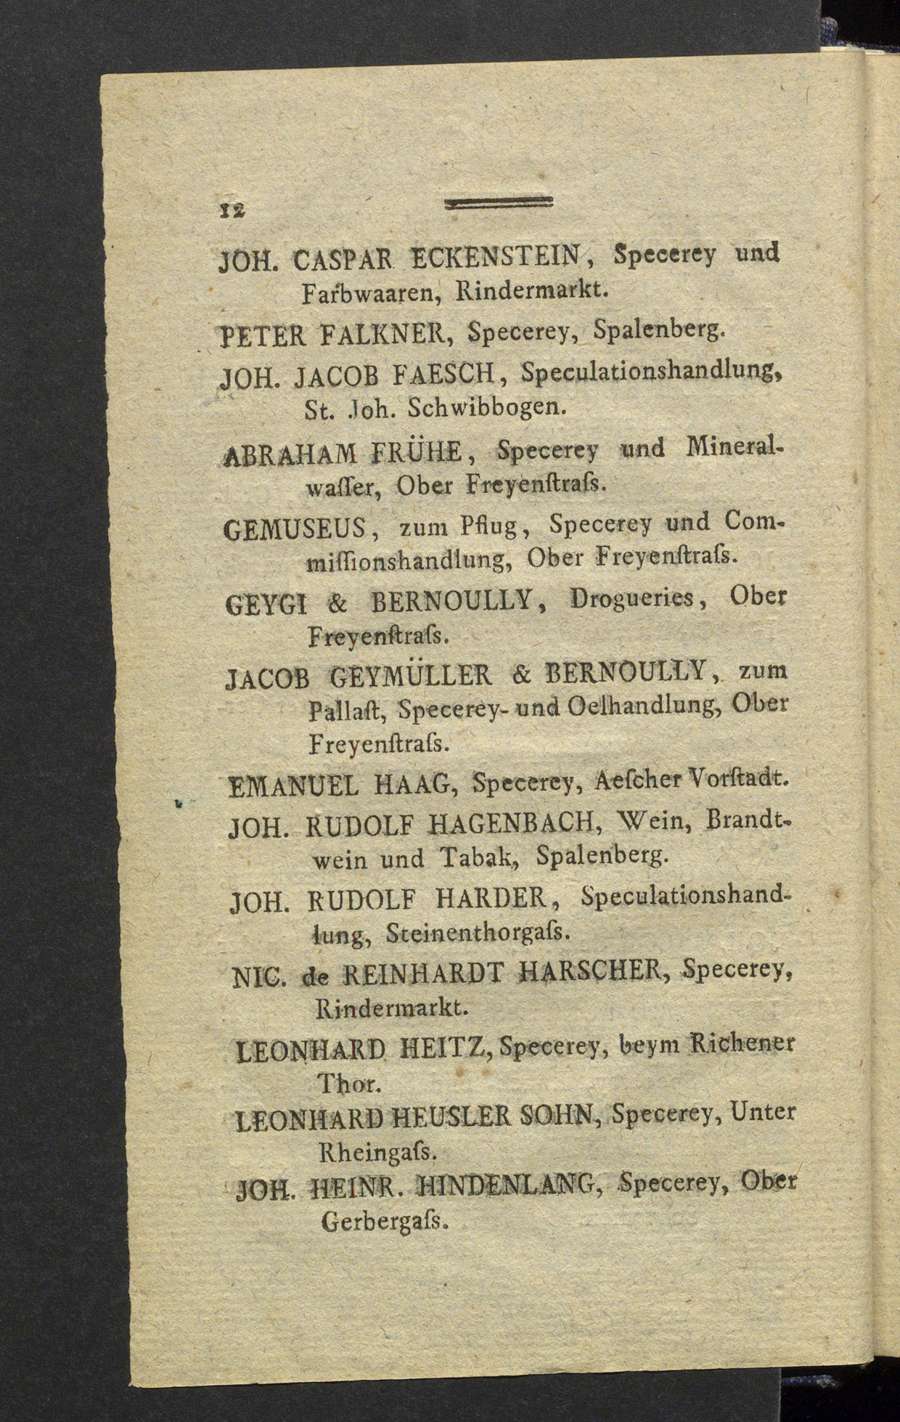 12
JOH. CASPAR ECKENSTEIN, Specerey und
Farbwaaren, Rindermarkt.
PETER FALKNER, Specerey, Spalenberg.
JOH. JACOB FAESCH, Speculationshandlung,
St. Joh. Schwibbogen.
ABRAHAM FRÜHE, Specerey und Mineral-
waſſer, Ober Freyenſtraſs.
GEMUSEUS, zum Pflug, Specerey und Com-
miſſionshandlung, Ober Freyenſtraſs.
GEYGI & BERNOULLY, Drogueries, Ober
Freyenſtraſs.
JACOB GEYMÜLLER & BERNOULLY, zum
Pallaſt, Specerey- und Oelhandlung, Ober
Freyenſtraſs.
EMANUEL HAAG, Specerey, Aeſcher Vorſtadt.
JOH. RUDOLF HAGENBACH, Wein, Brandt-
wein und Tabak, Spalenberg.
JOH. RUDOLF HARDER, Speculationshand-
lung, Steinenthorgaſs.
NIC. de REINHARDT HARSCHER, Specerey,
Rindermarkt.
LEONHARD HEITZ, Specerey, beym Richener
Thor.
LEONHARD HEUSLER SOHN, Specerey, Unter
Rheingaſs.
JOH. HEINR. HINDENLANG, Specerey, Ober
Gerbergaſs.